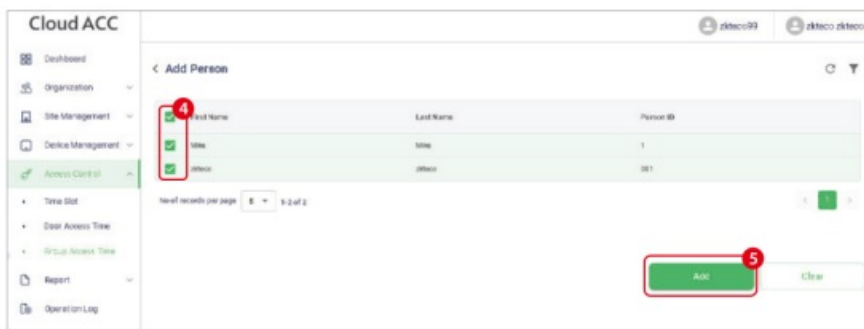 Cloud ACC
zkteco99
zkteco zkteco
Dashboard
Organization
Site Management
Device Management
Access Control
Time Slot
Door Access Time
Group Access Time
Report
Operation Log
< Add Person
4
First Name Last Name Person ID
Mike Mike 1
zkteco zkteco
No of records per page 5 1-2 of 2
< 1 >
5
Add
Clear